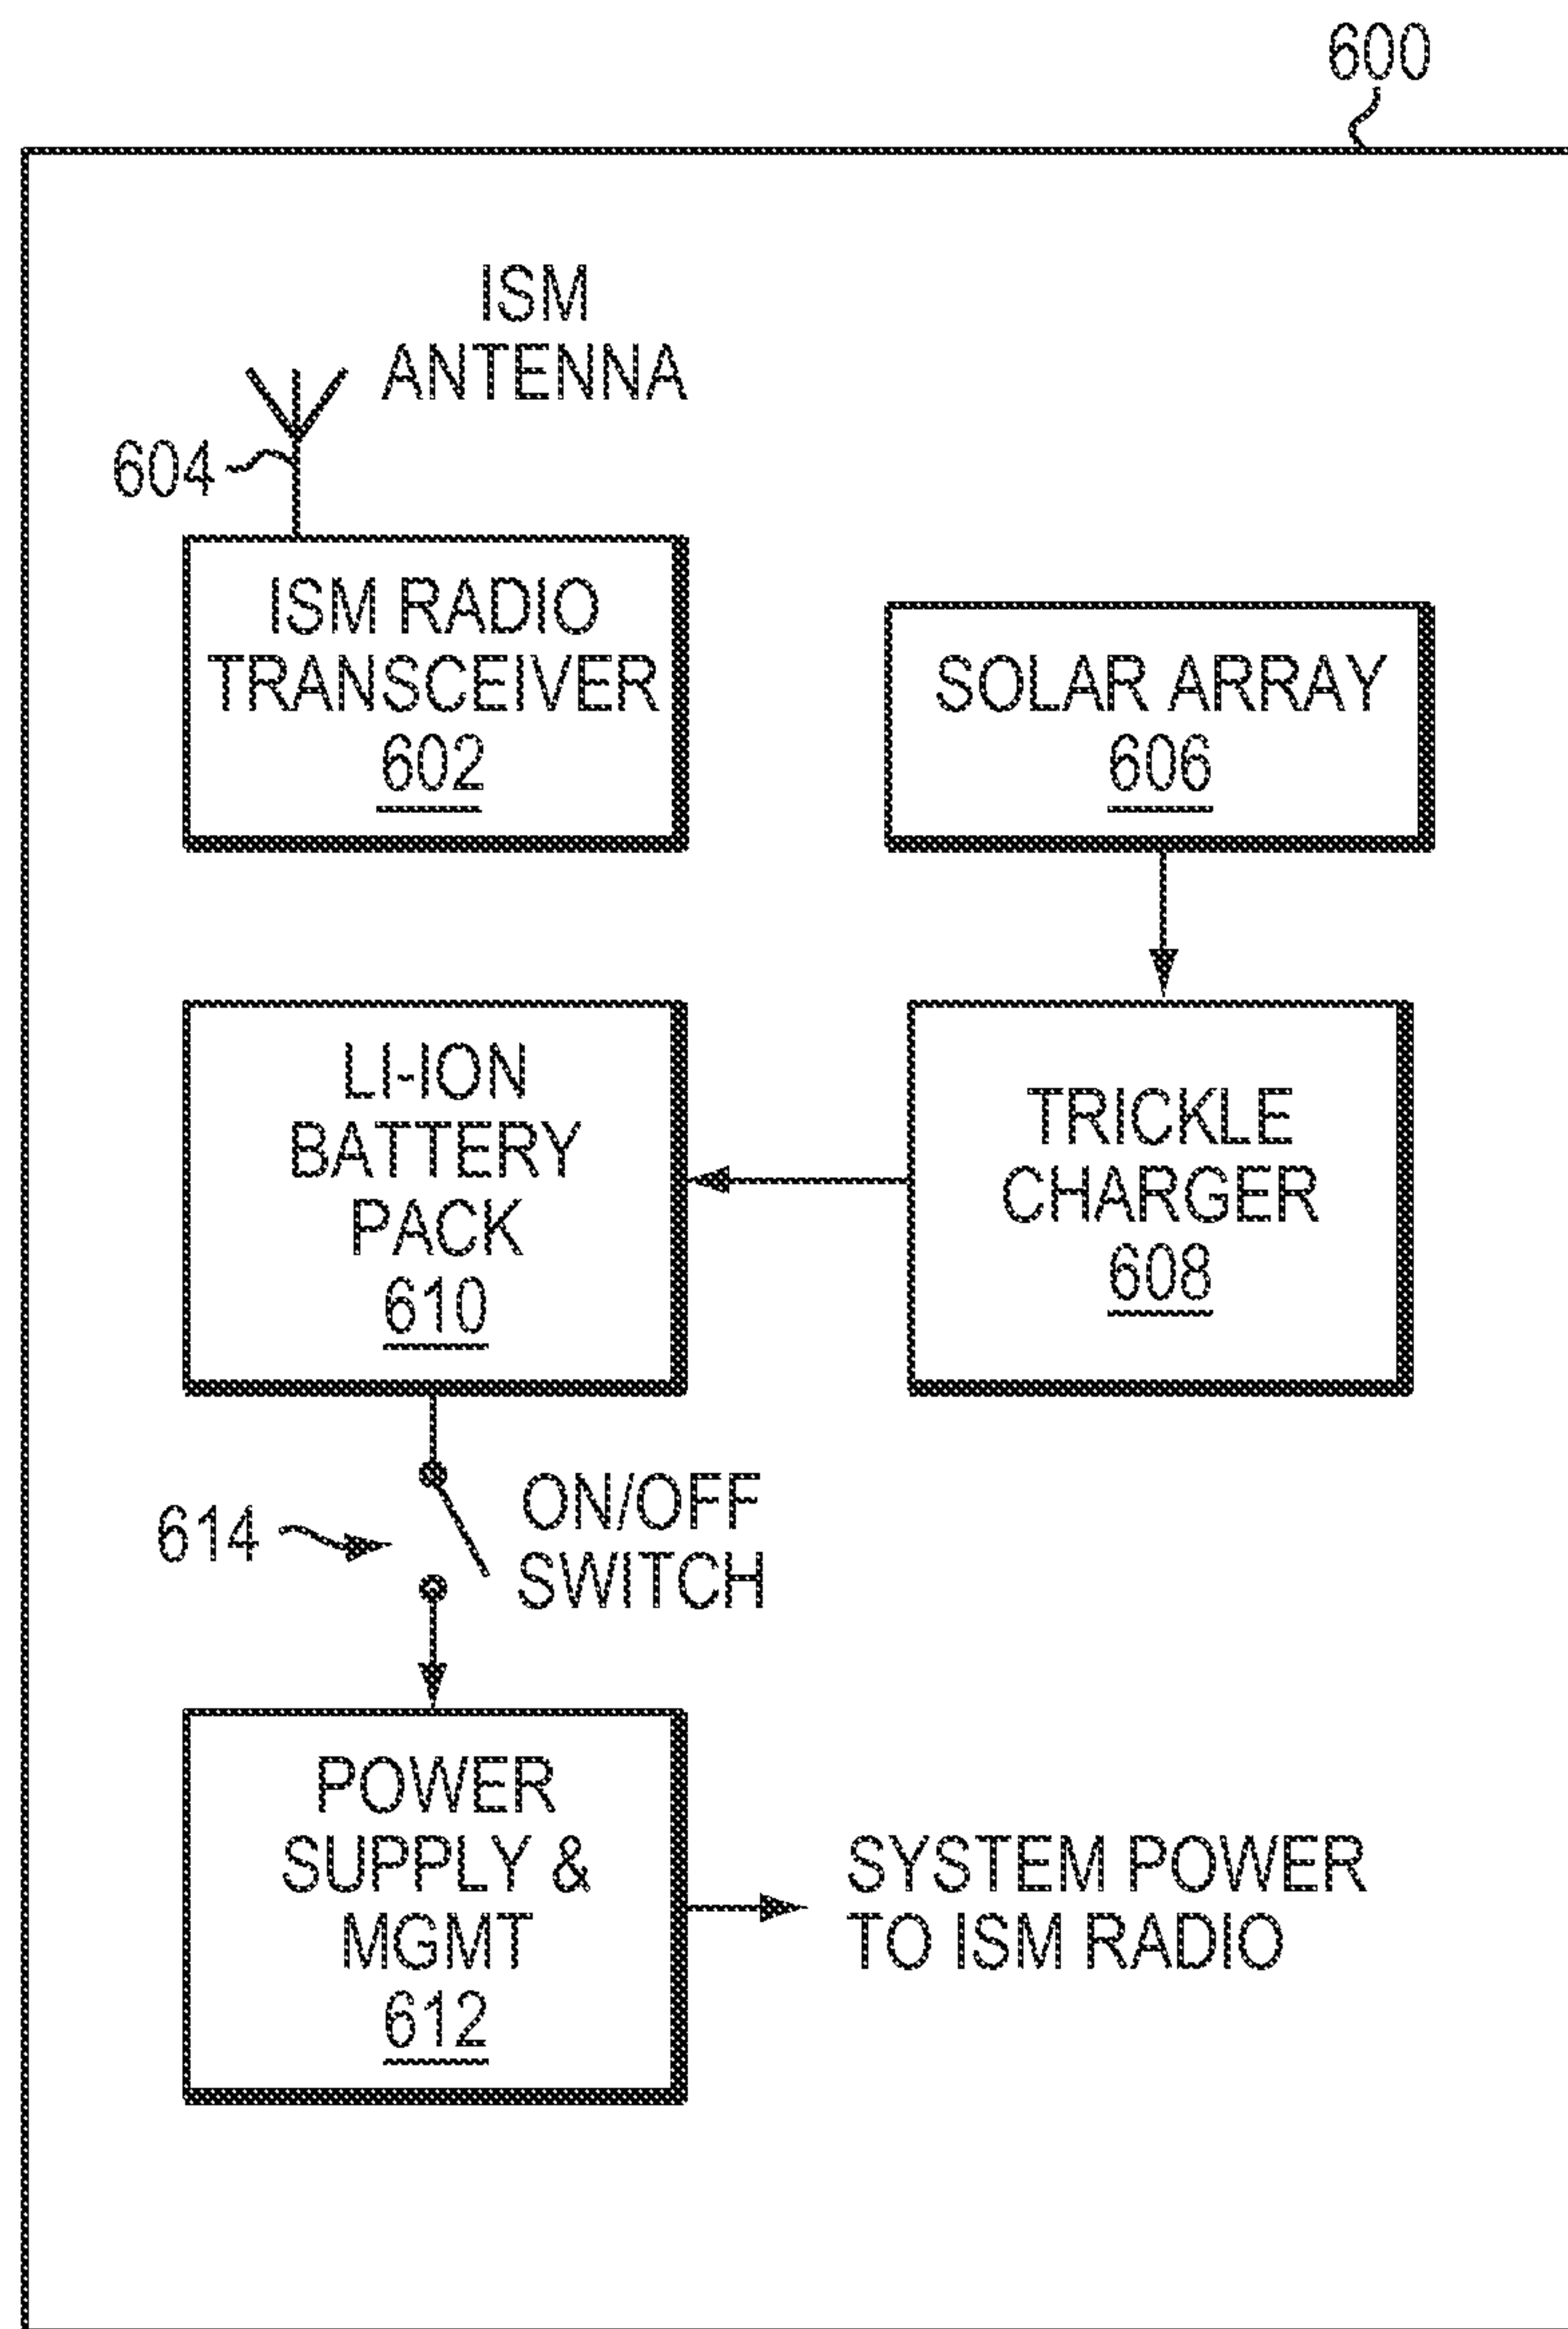 600
ISM
ANTENNA
604
ISM RADIO
TRANSCEIVER
602
SOLAR ARRAY
606
LI-ION
BATTERY
PACK
610
TRICKLE
CHARGER
608
614
ON/OFF
SWITCH
POWER
SUPPLY &
MGMT
612
SYSTEM POWER
TO ISM RADIO